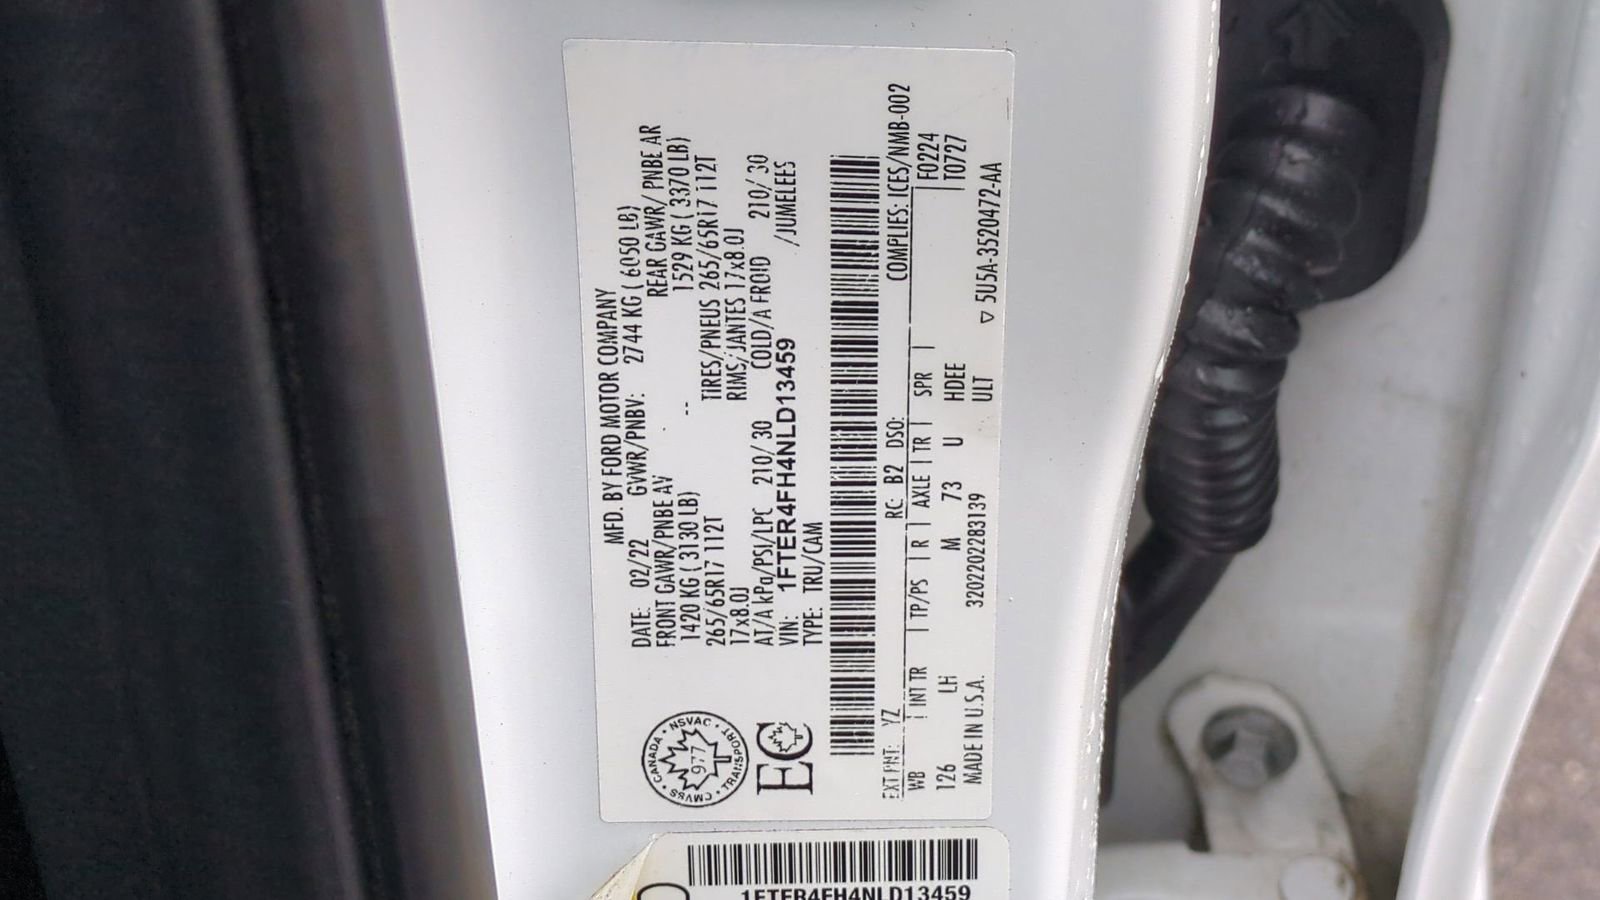 MFD. BY FORD MOTOR COMPANY
DATE: 02/22 GVWR/PNBV: 2744 KG ( 6050 LB)
FRONT GAWR/PNBE AV REAR GAWR/ PNBE AR
1420 KG ( 3130 LB) -- 1529 KG ( 3370 LB)
265/65R17 112T TIRES/PNEUS 265/65R17 112T
17x8.0J RIMS/JANTES 17x8.0J
AT/A kPa/PSI/LPC 210/ 30 COLD/A FROID 210/ 30
VIN: 1FTER4FH4NLD13459 /JUMELEES
TYPE: TRU/CAM
CANADA · NSVAC · TRANSPORT · CMVSS ·
977
EC
COMPLIES: ICES/NMB-002
EXT PNT: YZ RC: B2 DSO: F0224
WB INT TR TP/PS R AXLE TR SPR T0727
126 LH M 73 U HDEE
ULT
MADE IN U.S.A. 320220228313​9 ▽ 5U5A-3520472-AA
1FTER4FH4NLD13459